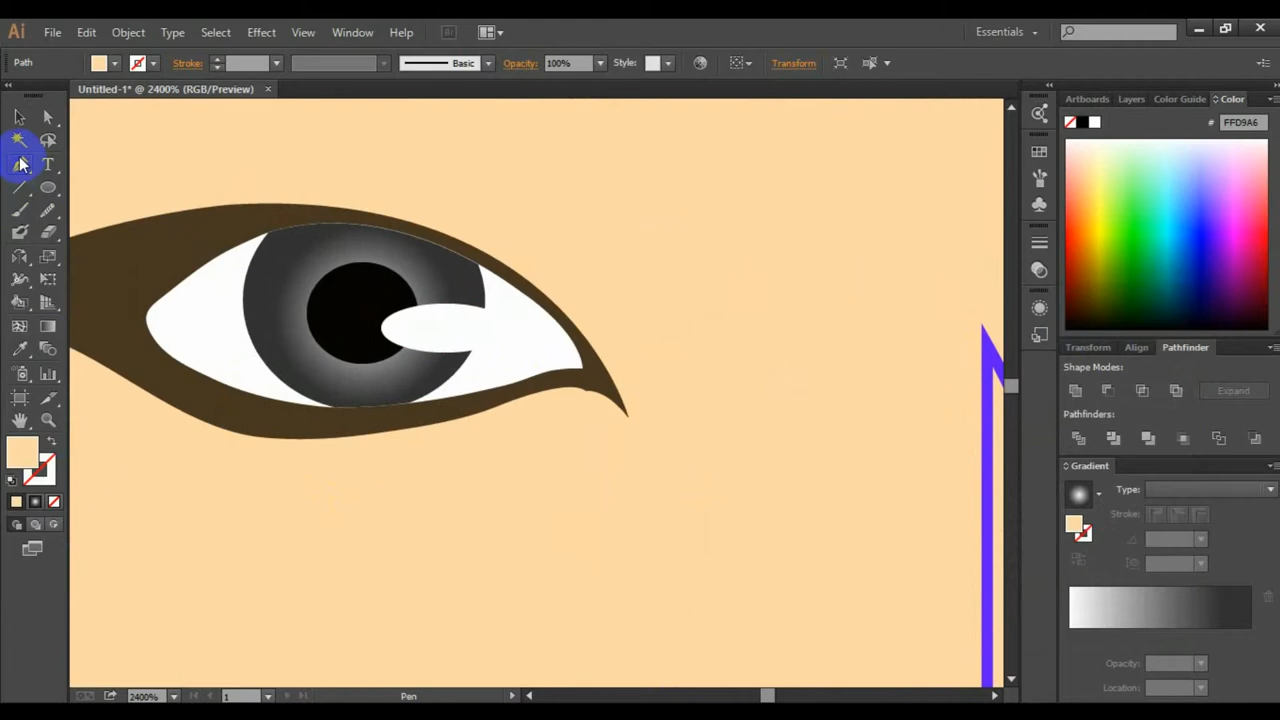 Ai File Edit Object Type Select Effect View Window Help Br Essentials
Path Stroke: Basic Opacity: 100% Style: Transform
Untitled-1* @ 2400% (RGB/Preview) ×
Artboards Layers Color Guide Color
# FFD9A6
T
Transform Align Pathfinder
Shape Modes:
Expand
Pathfinders:
Gradient
Type:
Stroke:
Opacity:
Location:
2400% 1 Pen